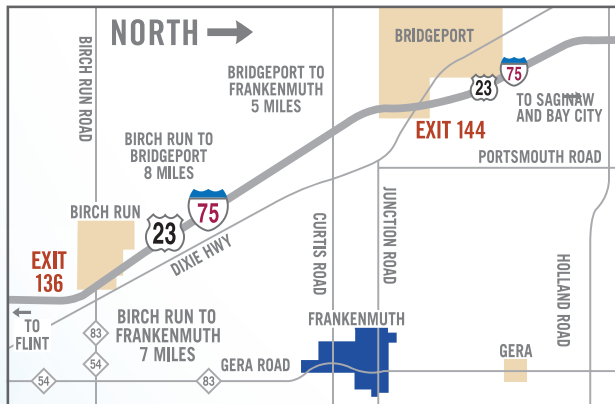 NORTH
BIRCH RUN ROAD
BRIDGEPORT
BRIDGEPORT TO
FRANKENMUTH
5 MILES
75
23
TO SAGINAW
AND BAY CITY
EXIT 144
BIRCH RUN TO
BRIDGEPORT
8 MILES
PORTSMOUTH ROAD
BIRCH RUN
75
23
DIXIE HWY
CURTIS ROAD
JUNCTION ROAD
HOLLAND ROAD
EXIT
136
TO
FLINT
83
BIRCH RUN TO
FRANKENMUTH
7 MILES
FRANKENMUTH
54
GERA ROAD
GERA
54
83